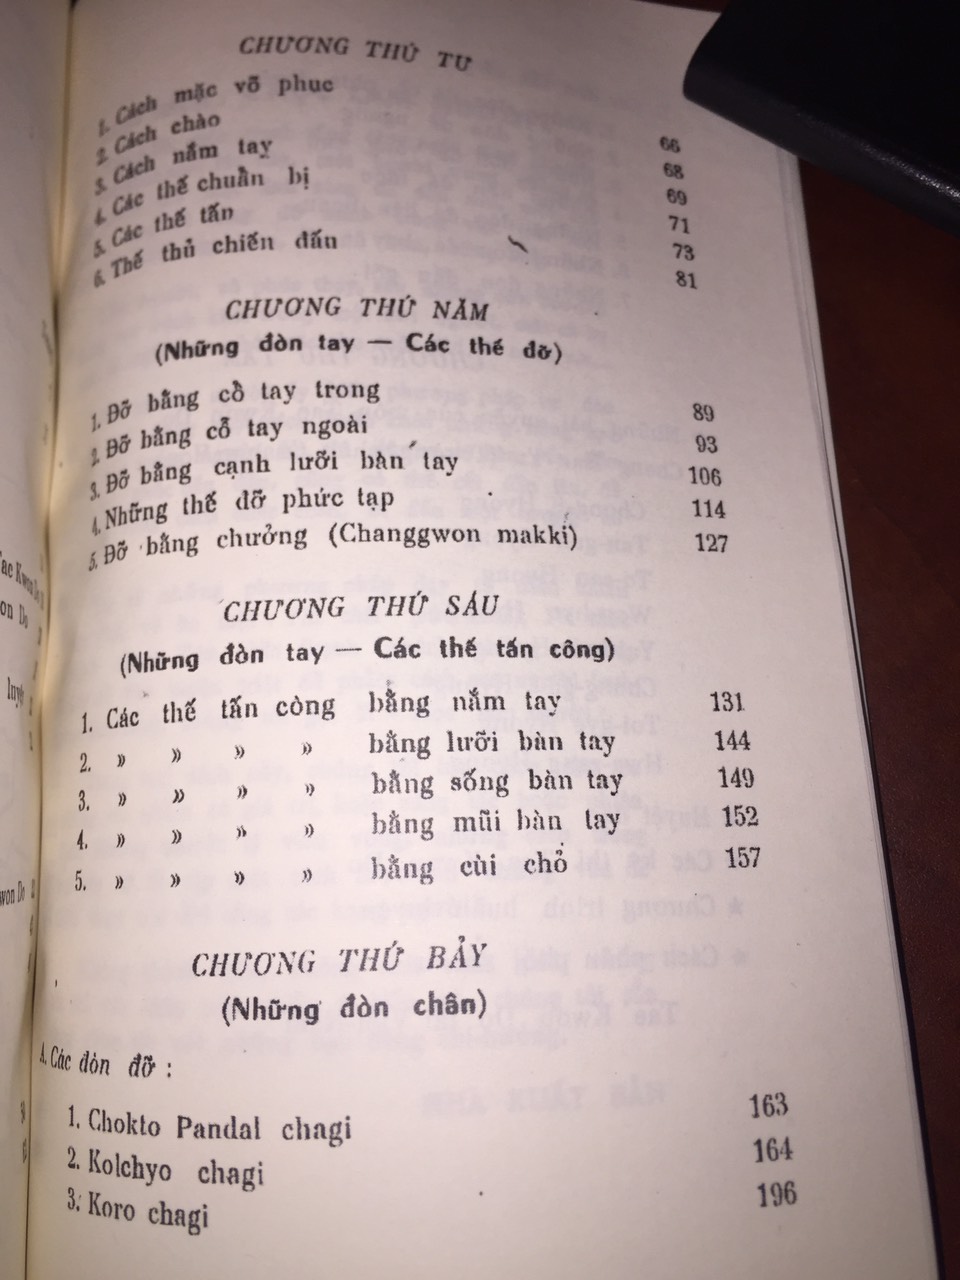 CHƯƠNG THỨ TƯ
1. Cách mặc võ phục 66
2. Cách chào 68
3. Cách nắm tay 69
4. Các thế chuẩn bị 71
5. Các thế tấn 73
6. Thế thủ chiến đấu 81
CHƯƠNG THỨ NĂM
(Những đòn tay — Các thế đỡ)
1. Đỡ bằng cổ tay trong 89
2. Đỡ bằng cổ tay ngoài 93
3. Đỡ bằng cạnh lưỡi bàn tay 106
4. Những thế đỡ phức tạp 114
5. Đỡ bằng chưởng (Changgwon makki) 127
CHƯƠNG THỨ SÁU
(Những đòn tay — Các thế tấn công)
1. Các thế tấn công bằng nắm tay 131
2. » » » » bằng lưỡi bàn tay 144
3. » » » » bằng sống bàn tay 149
4. » » » » bằng mũi bàn tay 152
5. » » » » bằng cùi chỏ 157
CHƯƠNG THỨ BẢY
(Những đòn chân)
A. Các đòn đỡ :
1. Chokto Pandal chagi 163
2. Kolchyo chagi 164
3. Koro chagi 196